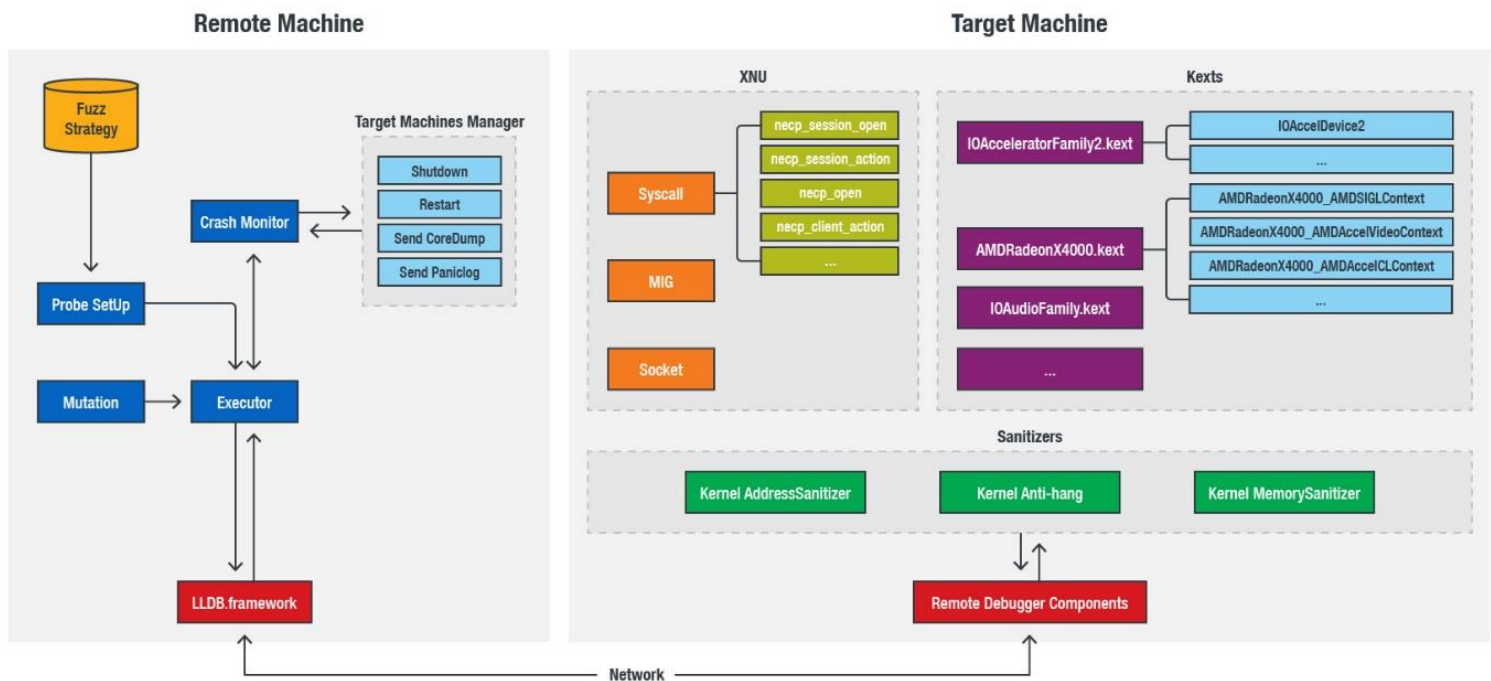 Remote Machine
Fuzz
Strategy
Target Machines Manager
Shutdown
Restart
Send CoreDump
Send Paniclog
Crash Monitor
Probe SetUp
Mutation
Executor
LLDB.framework
Target Machine
XNU
Syscall
necp_session_open
necp_session_action
necp_open
necp_client_action
...
MIG
Socket
Kexts
IOAcceleratorFamily2.kext
IOAccelDevice2
...
AMDRadeonX4000.kext
AMDRadeonX4000_AMDSIGLContext
AMDRadeonX4000_AMDAccelVideoContext
AMDRadeonX4000_AMDAccelCLContext
...
IOAudioFamily.kext
...
Sanitizers
Kernel AddressSanitizer
Kernel Anti-hang
Kernel MemorySanitizer
Remote Debugger Components
Network